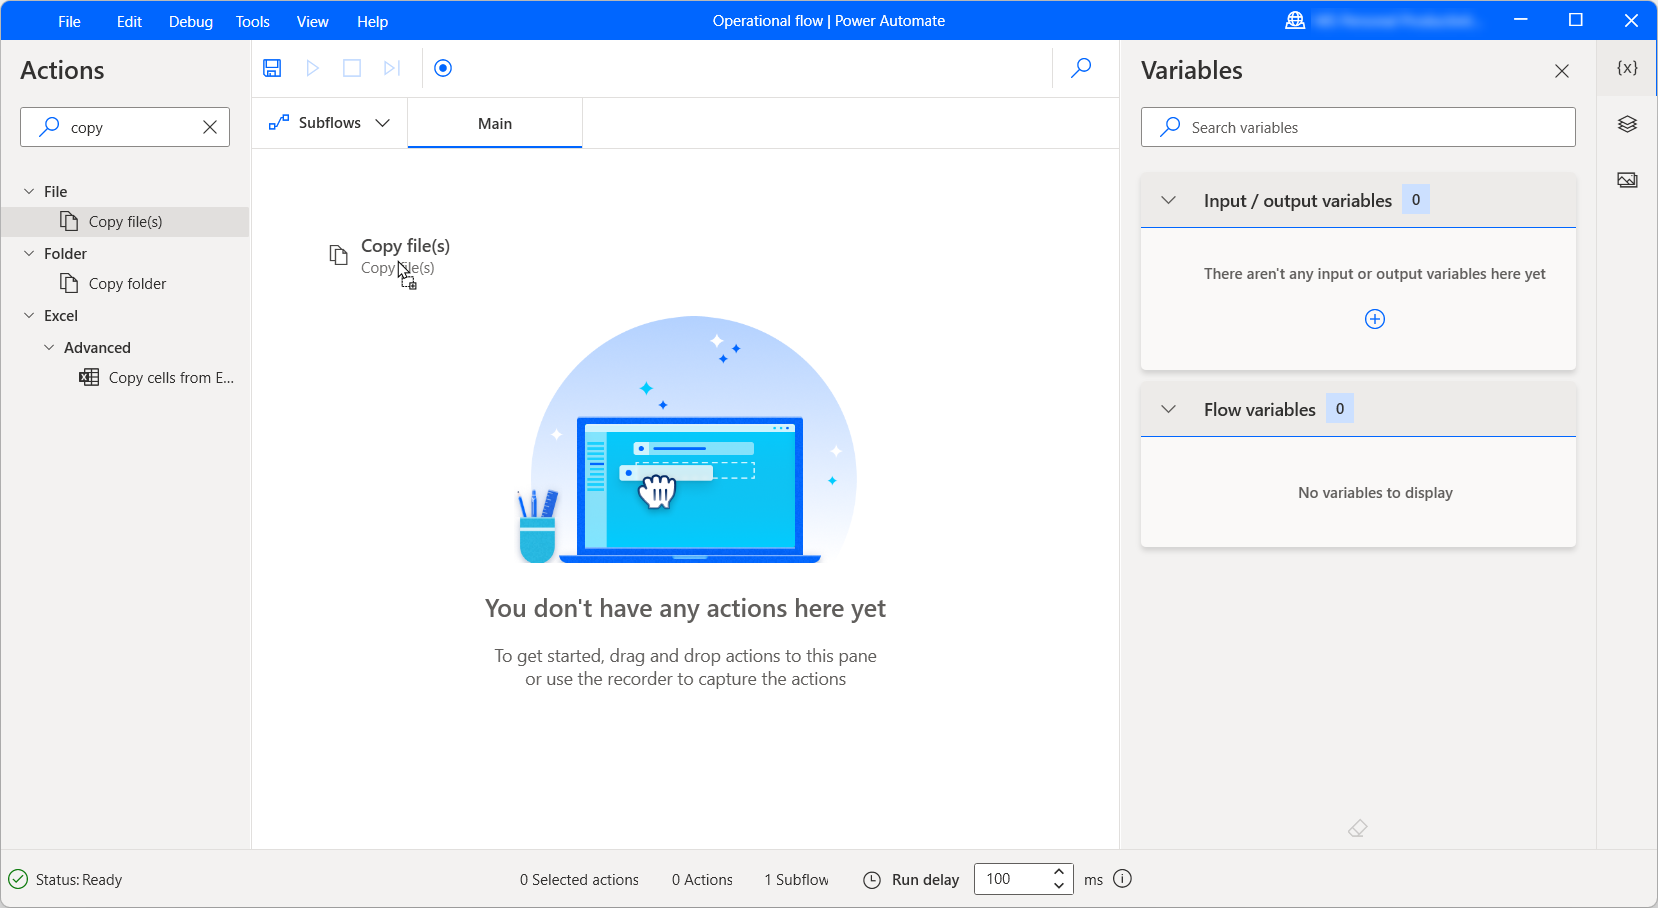 File Edit Debug Tools View Help Operational flow | Power Automate
Actions
copy
File
Copy file(s)
Folder
Copy folder
Excel
Advanced
Copy cells from E...
Subflows
Main
Copy file(s)
Copy file(s)
You don't have any actions here yet
To get started, drag and drop actions to this pane
or use the recorder to capture the actions
Variables
{x}
Search variables
Input / output variables 0
There aren't any input or output variables here yet
Flow variables 0
No variables to display
Status: Ready 0 Selected actions 0 Actions 1 Subflow Run delay 100 ms